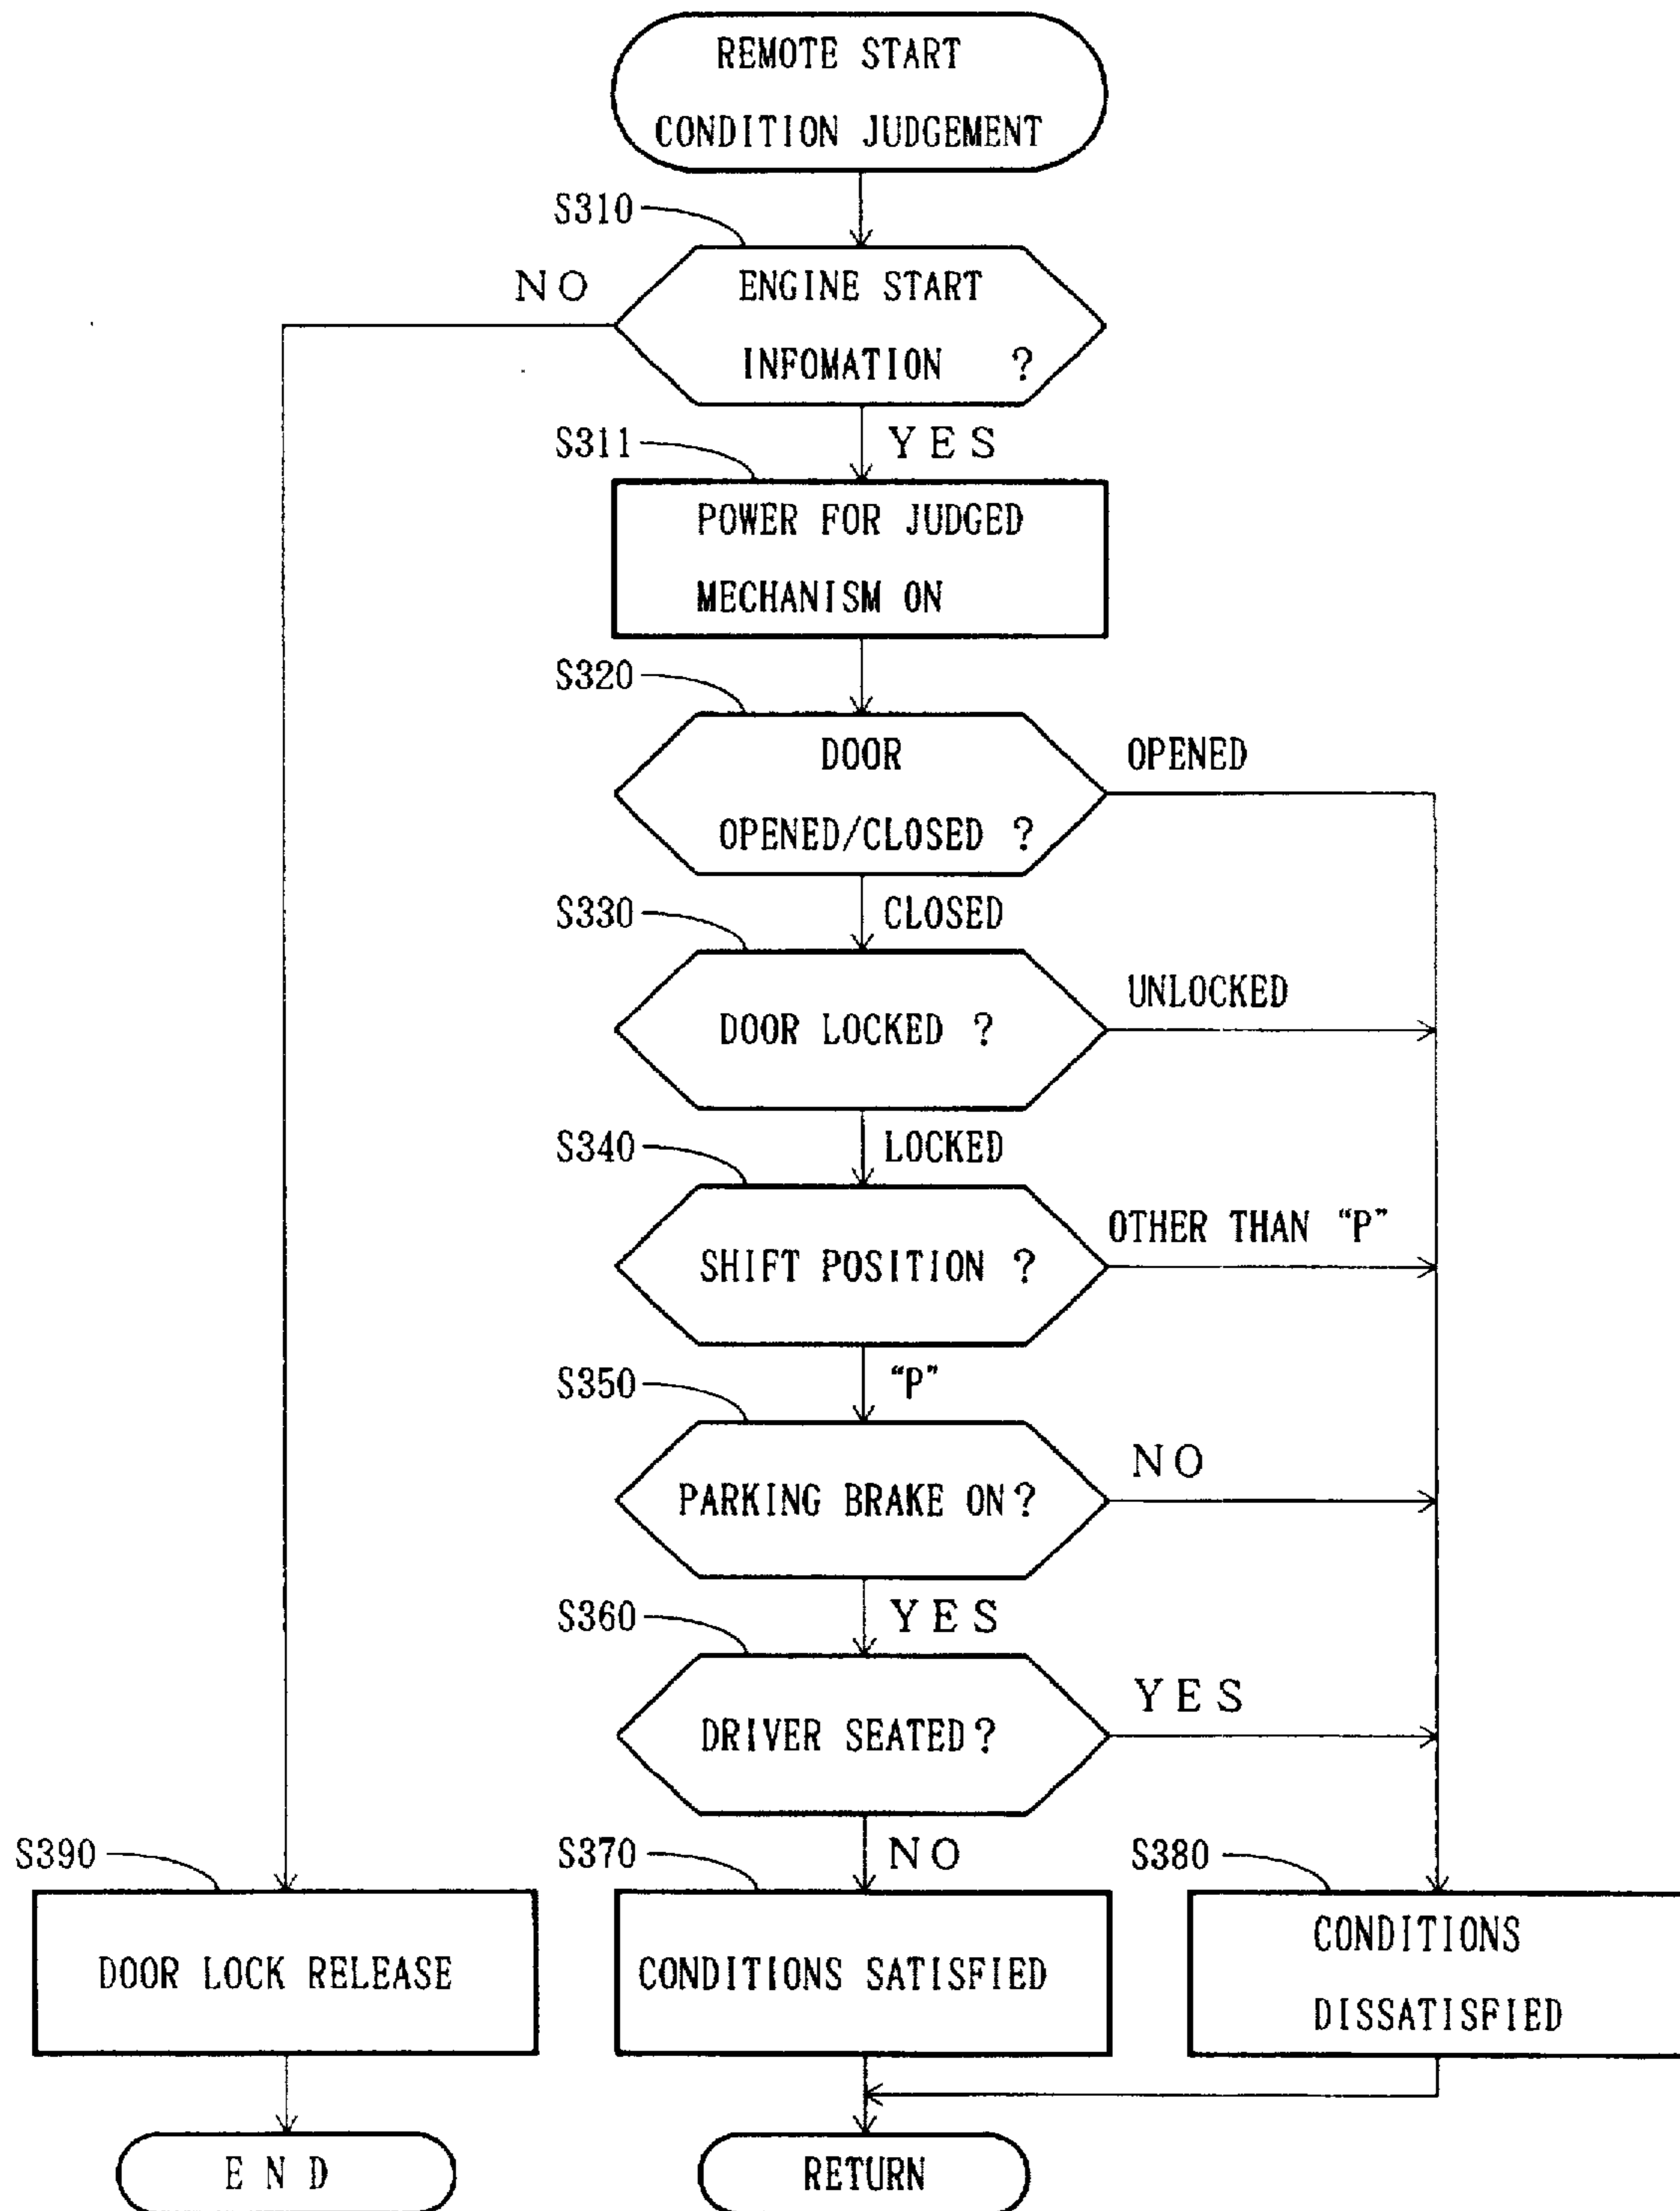 REMOTE START
CONDITION JUDGEMENT
S310
NO
ENGINE START
INFOMATION ?
S311
YES
POWER FOR JUDGED
MECHANISM ON
S320
DOOR
OPENED/CLOSED ?
OPENED
S330
CLOSED
DOOR LOCKED ?
UNLOCKED
S340
LOCKED
SHIFT POSITION ?
OTHER THAN “P”
S350
“P”
PARKING BRAKE ON?
NO
S360
YES
DRIVER SEATED?
YES
S390
S370
NO
S380
DOOR LOCK RELEASE
CONDITIONS SATISFIED
CONDITIONS
DISSATISFIED
END
RETURN